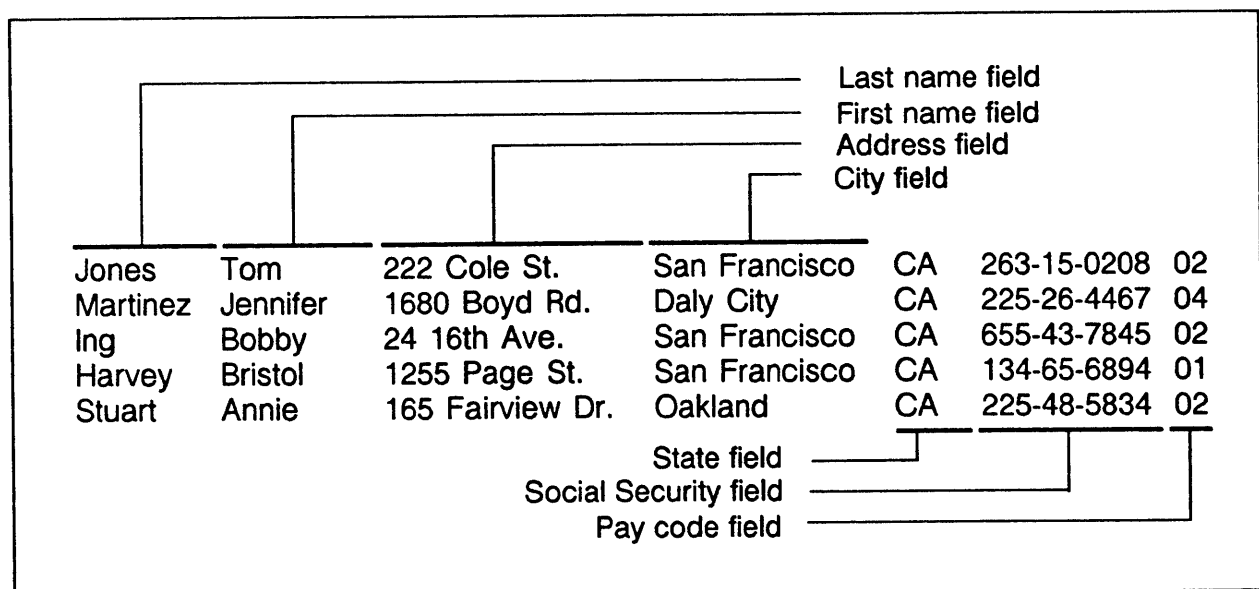 Last name field
First name field
Address field
City field
Jones Tom 222 Cole St. San Francisco CA 263-15-0208 02
Martinez Jennifer 1680 Boyd Rd. Daly City CA 225-26-4467 04
Ing Bobby 24 16th Ave. San Francisco CA 655-43-7845 02
Harvey Bristol 1255 Page St. San Francisco CA 134-65-6894 01
Stuart Annie 165 Fairview Dr. Oakland CA 225-48-5834 02
State field
Social Security field
Pay code field